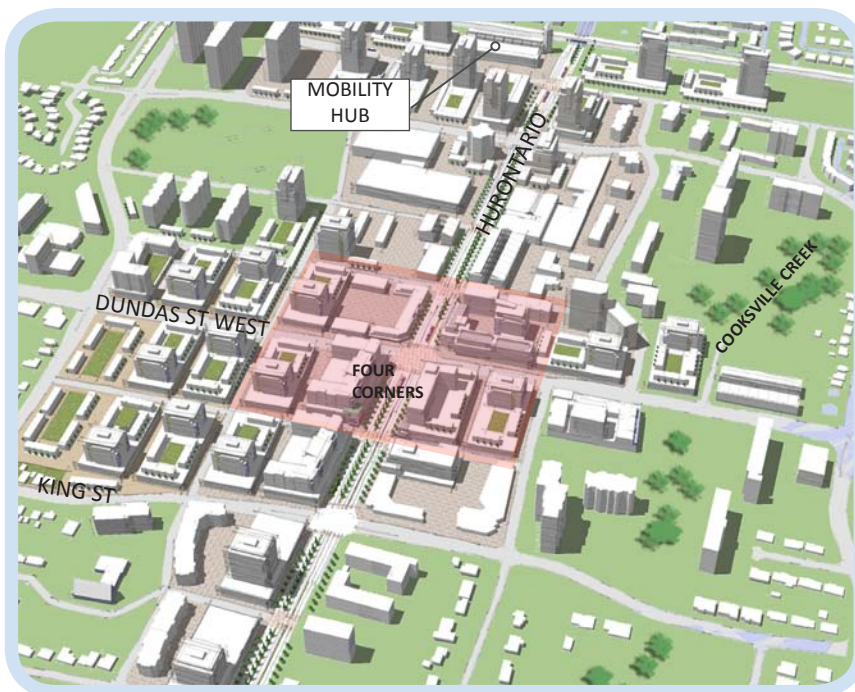 MOBILITY
HUB
HURONTARIO
COOKSVILLE CREEK
DUNDAS ST WEST
FOUR
CORNERS
KING ST